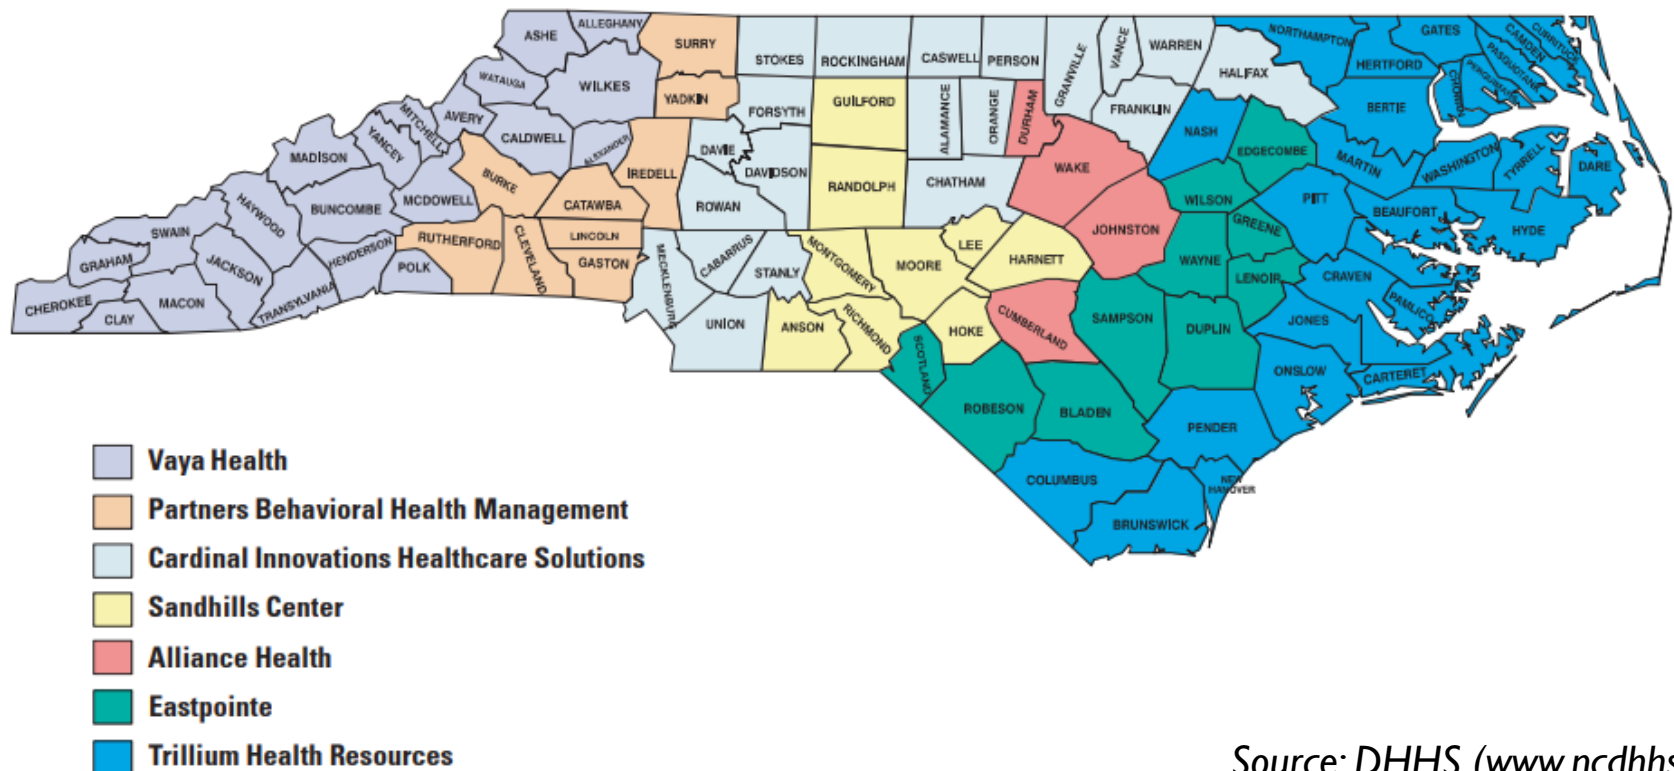 ALLEGHANY
ASHE
SURRY
STOKES
ROCKINGHAM
CASWELL
PERSON
GRANVILLE
VANCE
WARREN
NORTHAMPTON
GATES
CAMDEN
CURRITUCK
HERTFORD
PASQUOTANK
PERQUIMANS
CHOWAN
HALIFAX
WATAUGA
WILKES
YADKIN
FORSYTH
GUILFORD
ALAMANCE
ORANGE
DURHAM
FRANKLIN
NASH
BERTIE
MITCHELL
AVERY
CALDWELL
ALEXANDER
IREDELL
DAVIE
DAVIDSON
RANDOLPH
CHATHAM
WAKE
EDGECOMBE
MARTIN
WASHINGTON
TYRRELL
DARE
MADISON
YANCEY
BURKE
CATAWBA
ROWAN
WILSON
PITT
BEAUFORT
HYDE
HAYWOOD
BUNCOMBE
MCDOWELL
JOHNSTON
GREENE
SWAIN
RUTHERFORD
CLEVELAND
LINCOLN
GASTON
MECKLENBURG
CABARRUS
STANLY
MONTGOMERY
MOORE
LEE
HARNETT
WAYNE
LENOIR
CRAVEN
PAMLICO
GRAHAM
JACKSON
HENDERSON
POLK
CHEROKEE
CLAY
MACON
TRANSYLVANIA
UNION
ANSON
RICHMOND
HOKE
CUMBERLAND
SAMPSON
DUPLIN
JONES
SCOTLAND
ROBESON
BLADEN
ONSLOW
CARTERET
PENDER
COLUMBUS
NEW
HANOVER
BRUNSWICK
Vaya Health
Partners Behavioral Health Management
Cardinal Innovations Healthcare Solutions
Sandhills Center
Alliance Health
Eastpointe
Trillium Health Resources
Source: DHHS (www.ncdhhs